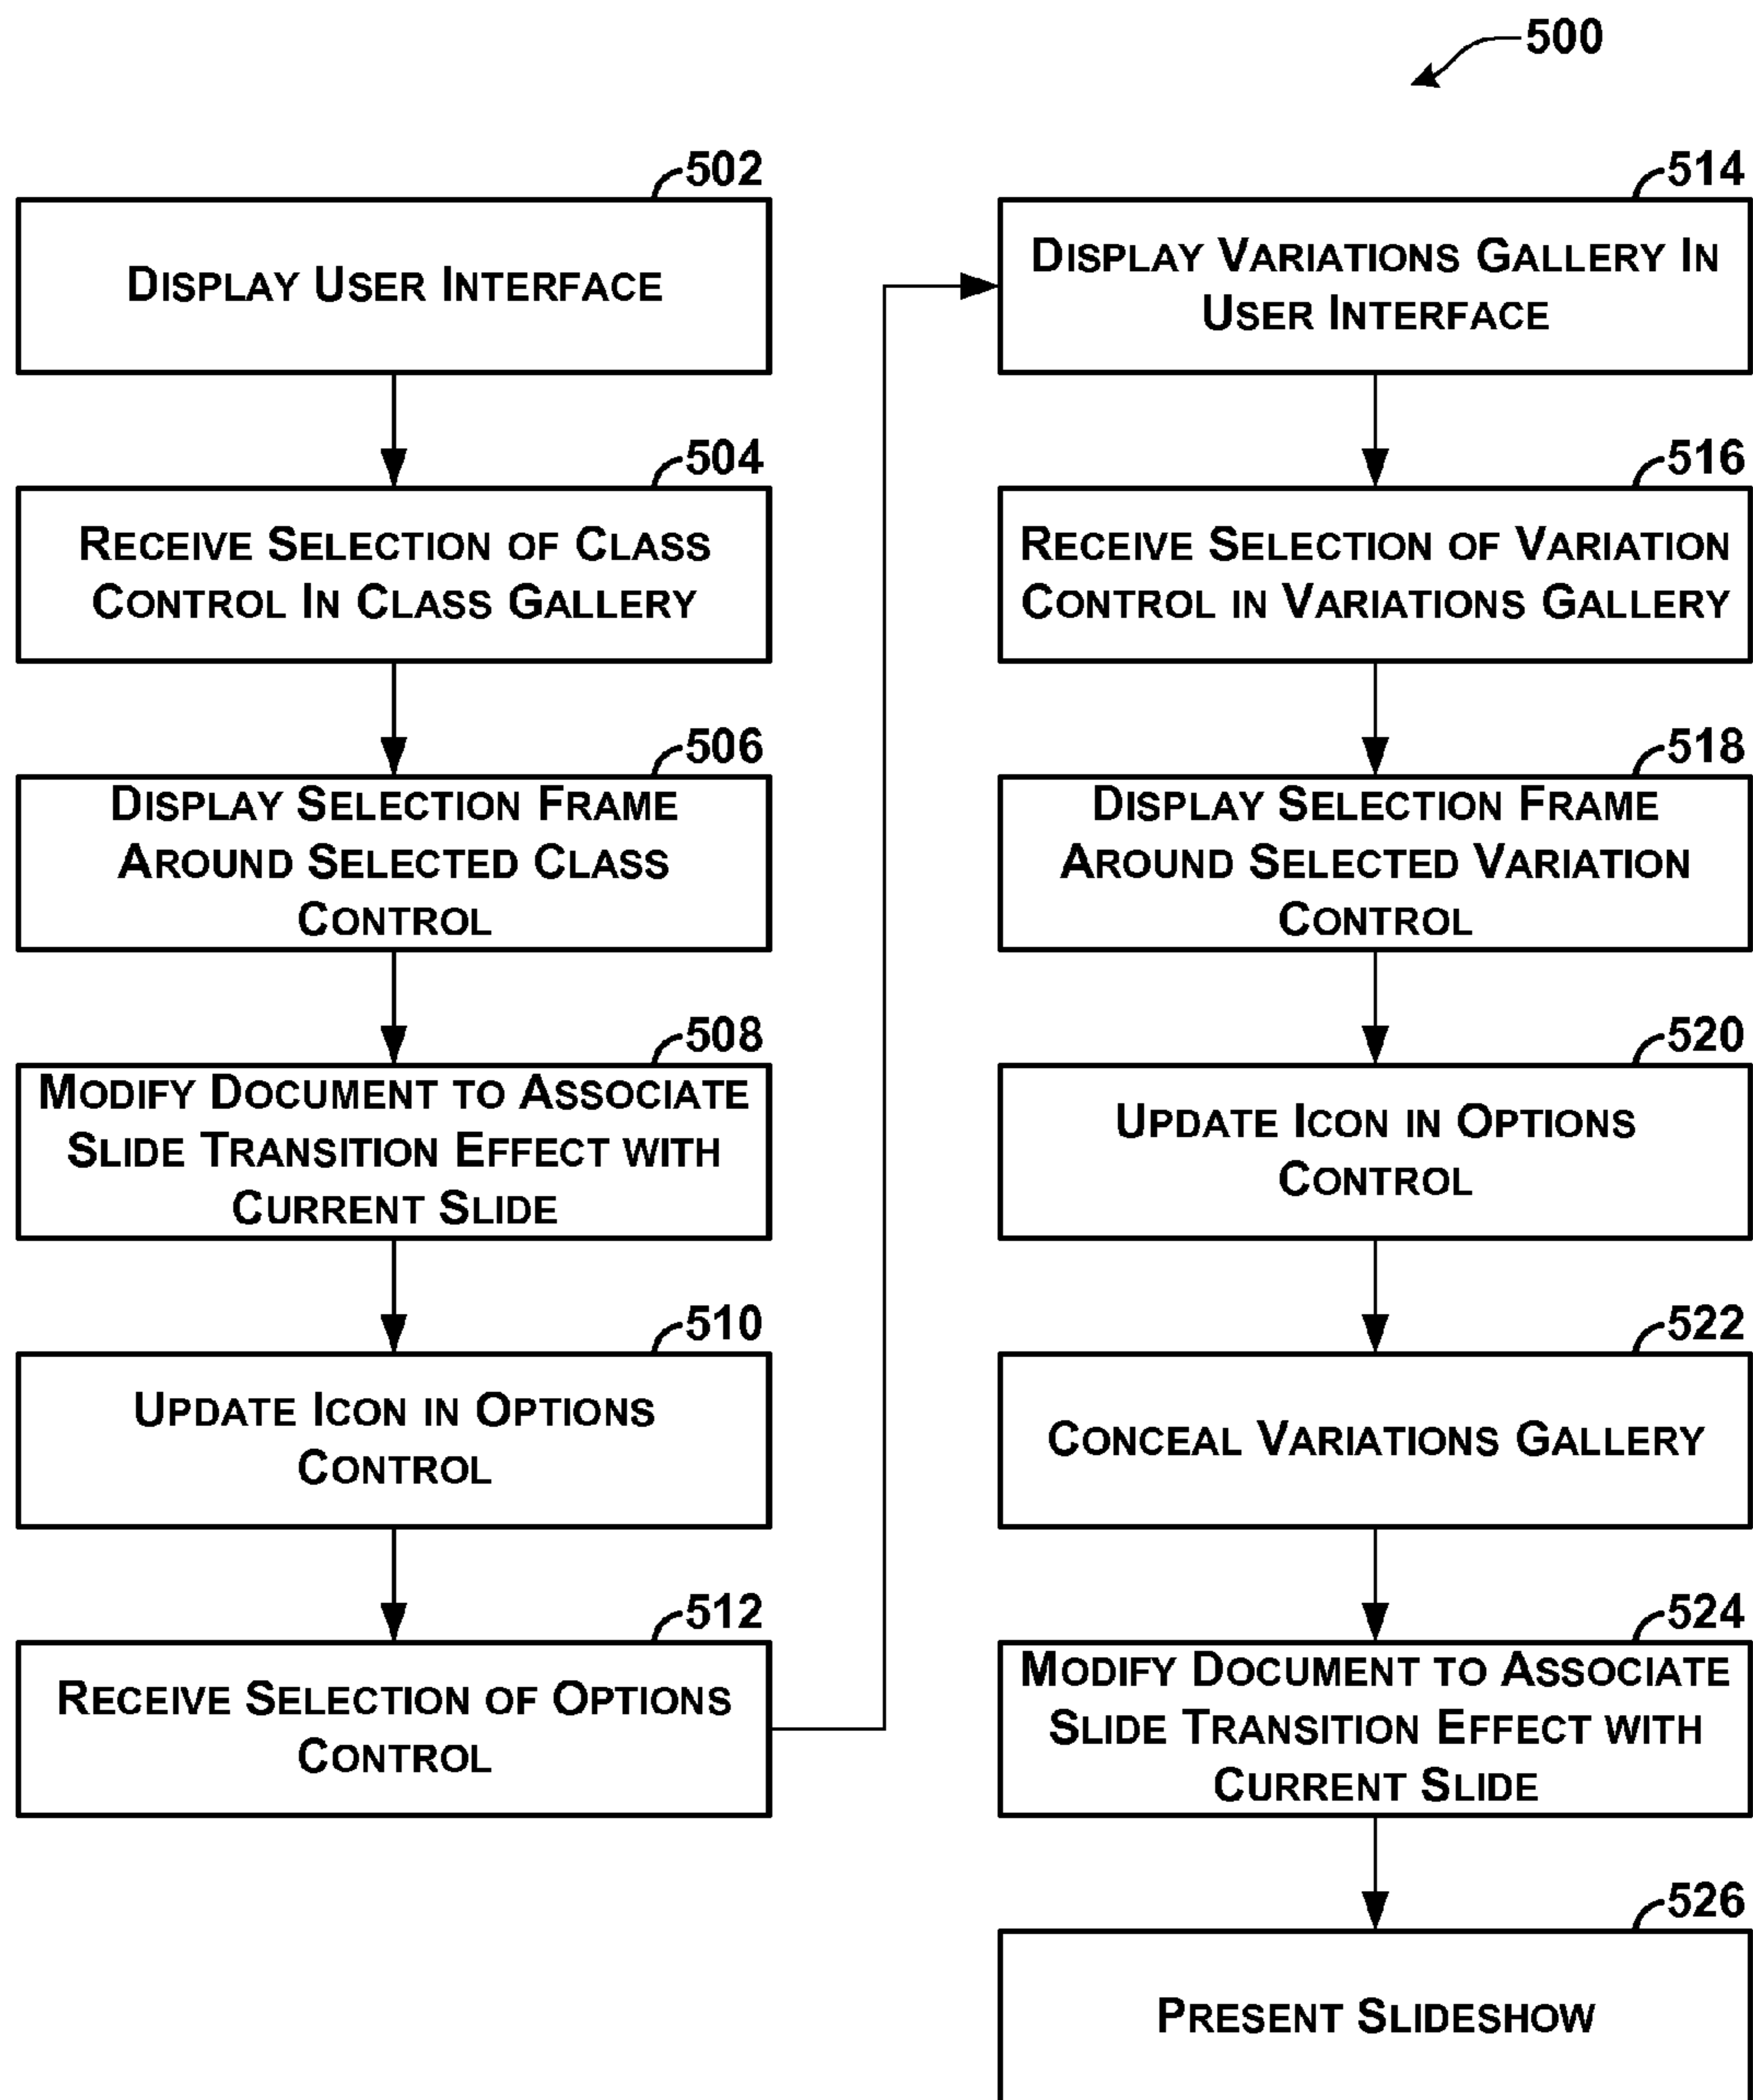 500
502
DISPLAY USER INTERFACE
504
RECEIVE SELECTION OF CLASS
CONTROL IN CLASS GALLERY
506
DISPLAY SELECTION FRAME
AROUND SELECTED CLASS
CONTROL
508
MODIFY DOCUMENT TO ASSOCIATE
SLIDE TRANSITION EFFECT WITH
CURRENT SLIDE
510
UPDATE ICON IN OPTIONS
CONTROL
512
RECEIVE SELECTION OF OPTIONS
CONTROL
514
DISPLAY VARIATIONS GALLERY IN
USER INTERFACE
516
RECEIVE SELECTION OF VARIATION
CONTROL IN VARIATIONS GALLERY
518
DISPLAY SELECTION FRAME
AROUND SELECTED VARIATION
CONTROL
520
UPDATE ICON IN OPTIONS
CONTROL
522
CONCEAL VARIATIONS GALLERY
524
MODIFY DOCUMENT TO ASSOCIATE
SLIDE TRANSITION EFFECT WITH
CURRENT SLIDE
526
PRESENT SLIDESHOW